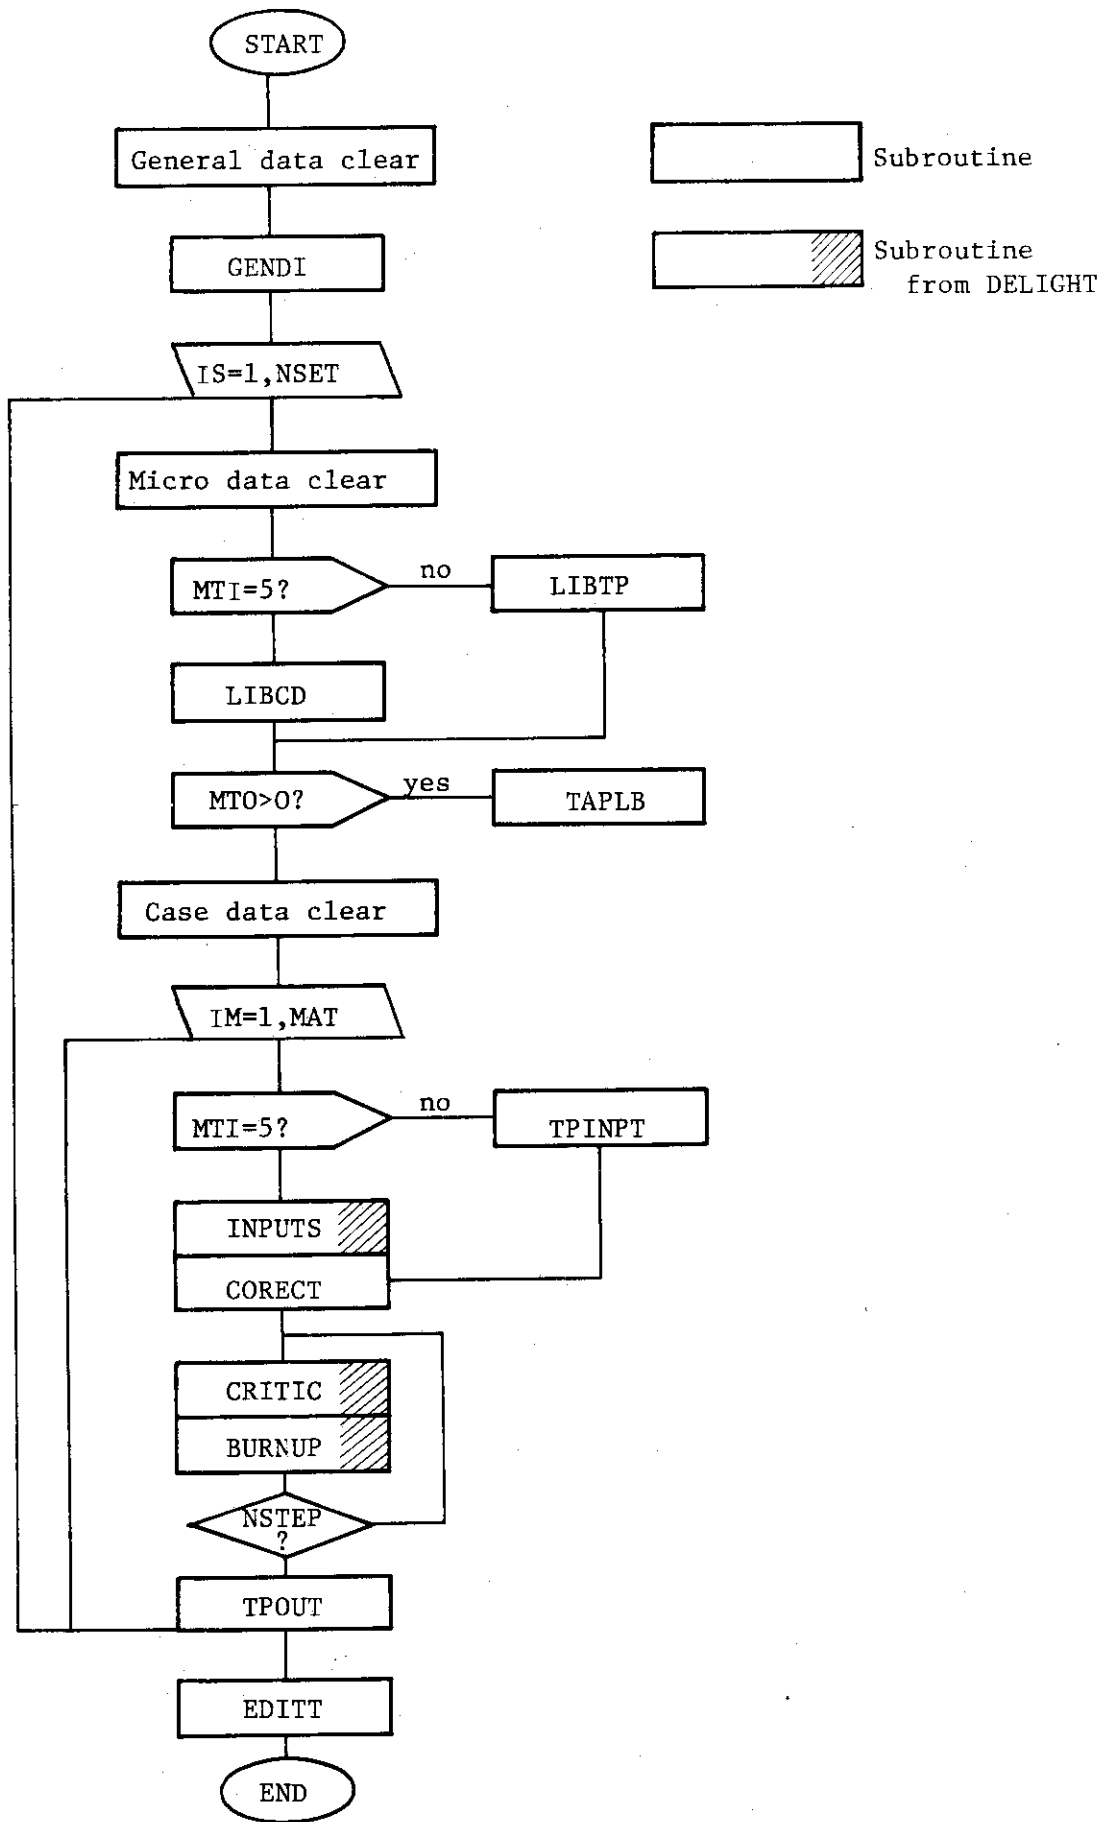 START
General data clear
Subroutine
GENDI
Subroutine
from DELIGHT
IS=1,NSET
Micro data clear
MTI=5?
no
LIBTP
LIBCD
MTO>0?
yes
TAPLB
Case data clear
IM=1,MAT
MTI=5?
no
TPINPT
INPUTS
CORECT
CRITIC
BURNUP
NSTEP
?
TPOUT
EDITT
END